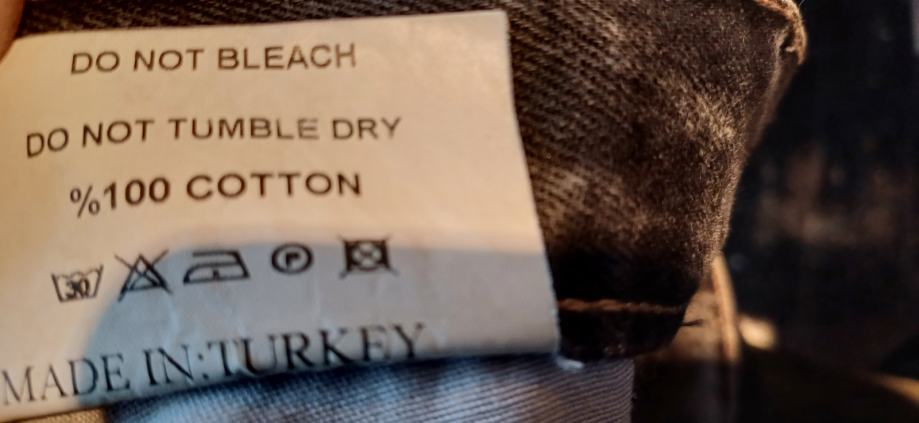 DO NOT BLEACH
DO NOT TUMBLE DRY
%100 COTTON
30 P
MADE IN:TURKEY